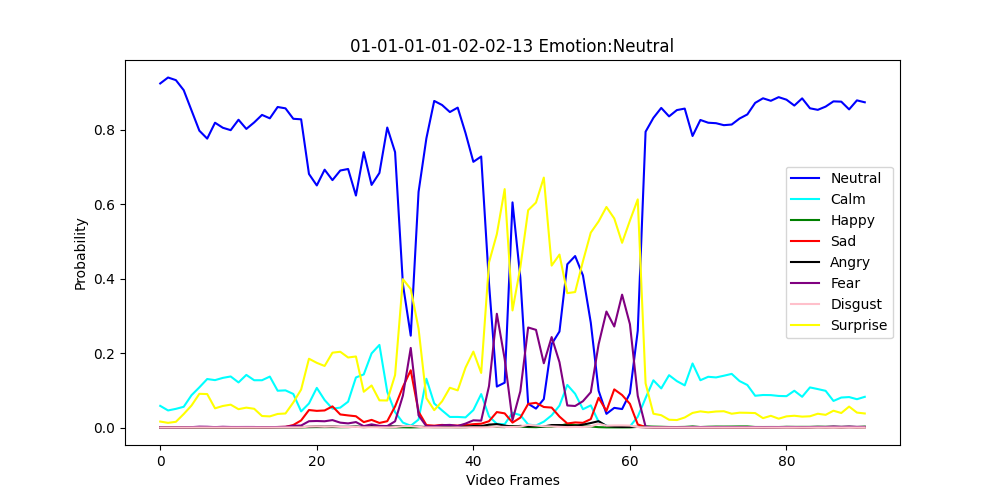 01-01-01-01-02-02-13 Emotion:Neutral
Probability
0.8
0.6
0.4
0.2
0.0
0
20
40
60
80
Video Frames
Neutral
Calm
Happy
Sad
Angry
Fear
Disgust
Surprise